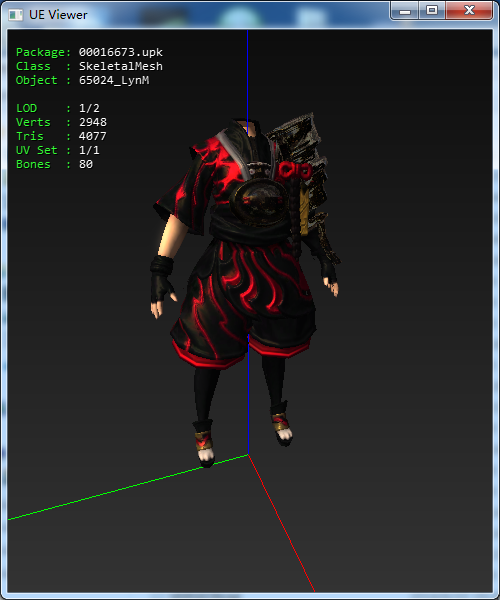 UE Viewer
Package: 00016673.upk
Class : SkeletalMesh
Object : 65024_LynM
LOD : 1/2
Verts : 2948
Tris : 4077
UV Set : 1/1
Bones : 80